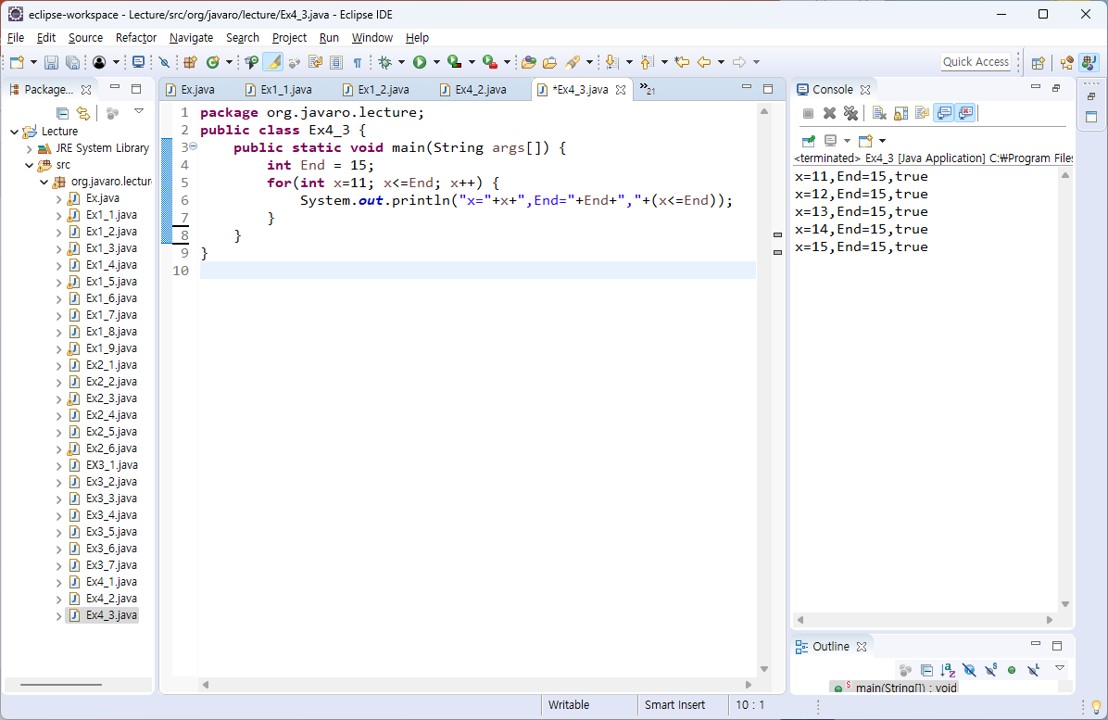 eclipse-workspace - Lecture/src/org/javaro/lecture/Ex4_3.java - Eclipse IDE
File Edit Source Refactor Navigate Search Project Run Window Help
Quick Access
Package...
Ex.java Ex1_1.java Ex1_2.java Ex4_2.java *Ex4_3.java »21
Console
Lecture
JRE System Library
src
org.javaro.lectur
Ex.java
Ex1_1.java
Ex1_2.java
Ex1_3.java
Ex1_4.java
Ex1_5.java
Ex1_6.java
Ex1_7.java
Ex1_8.java
Ex1_9.java
Ex2_1.java
Ex2_2.java
Ex2_3.java
Ex2_4.java
Ex2_5.java
Ex2_6.java
EX3_1.java
Ex3_2.java
Ex3_3.java
Ex3_4.java
Ex3_5.java
Ex3_6.java
Ex3_7.java
Ex4_1.java
Ex4_2.java
Ex4_3.java
1 package org.javaro.lecture;
2 public class Ex4_3 {
3 public static void main(String args[]) {
4 int End = 15;
5 for(int x=11; x<=End; x++) {
6 System.out.println("x="+x+",End="+End+","+(x<=End));
7 }
8 }
9 }
10
<terminated> Ex4_3 [Java Application] C:₩Program Files
x=11,End=15,true
x=12,End=15,true
x=13,End=15,true
x=14,End=15,true
x=15,End=15,true
Outline
main(String[]) : void
Writable Smart Insert 10 : 1